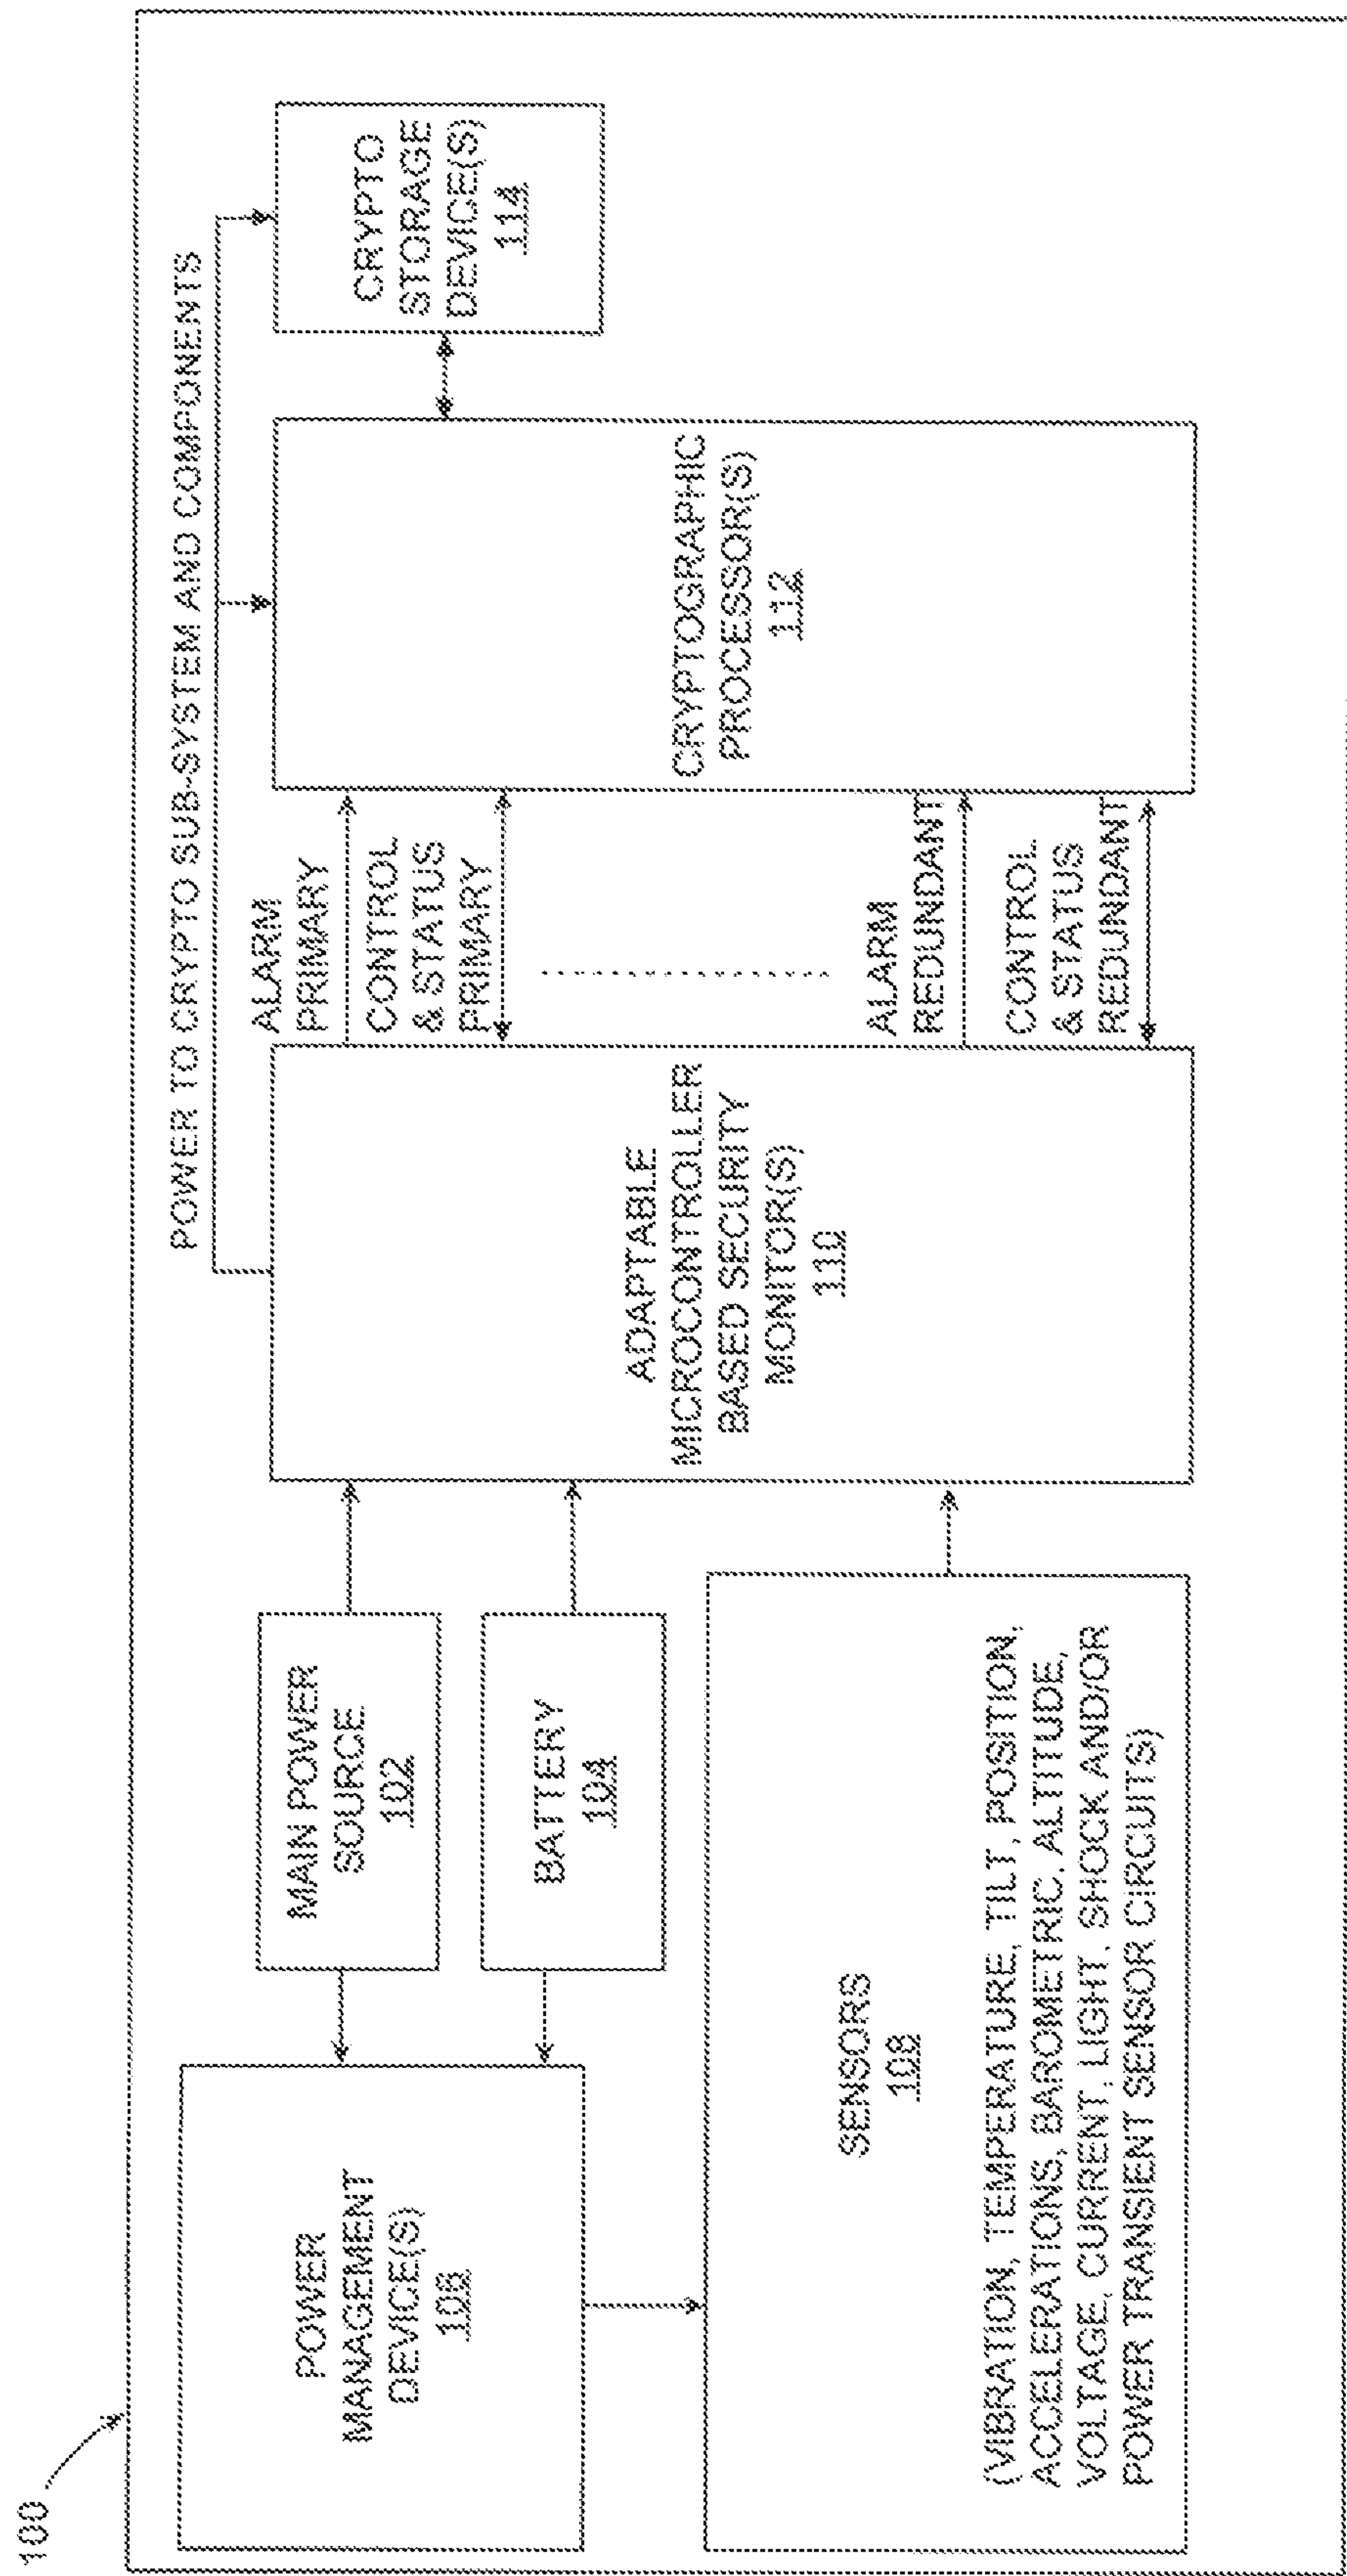 100
POWER
MANAGEMENT
DEVICE(S)
106
MAIN POWER
SOURCE
102
BATTERY
104
SENSORS
108
(VIBRATION, TEMPERATURE, TILT, POSITION,
ACCELERATIONS, BAROMETRIC, ALTITUDE,
VOLTAGE, CURRENT, LIGHT, SHOCK AND/OR
POWER TRANSIENT SENSOR CIRCUITS)
ADAPTABLE
MICROCONTROLLER
BASED SECURITY
MONITOR(S)
110
POWER TO CRYPTO SUB-SYSTEM AND COMPONENTS
ALARM
PRIMARY
CONTROL
& STATUS
PRIMARY
ALARM
REDUNDANT
CONTROL
& STATUS
REDUNDANT
CRYPTOGRAPHIC
PROCESSOR(S)
112
CRYPTO
STORAGE
DEVICE(S)
114